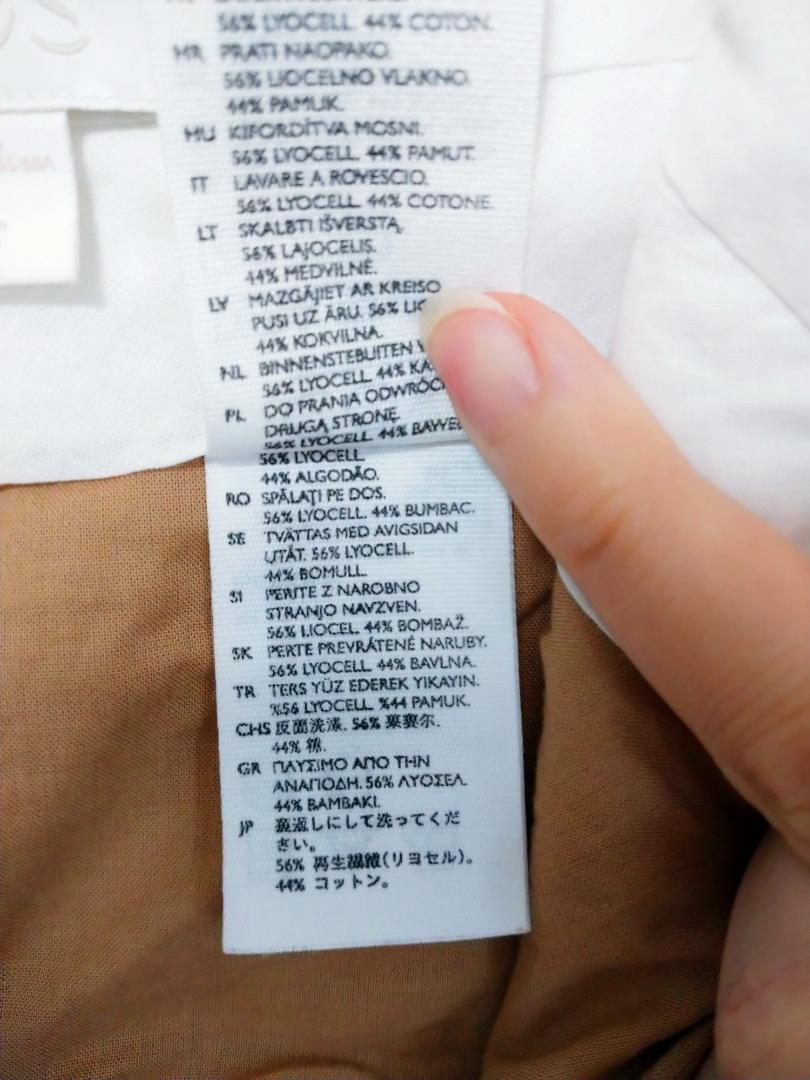 OS
56% LYOCELL. 44% COTON.
HR PRATI NAOPAKO.
56% LIOCELNO VLAKNO.
44% PAMUK.
HU KIFORDÍTVA MOSNI.
56% LYOCELL. 44% PAMUT.
IT LAVARE A ROVESCIO.
56% LYOCELL. 44% COTONE.
LT SKALBTI IŠVERSTĄ.
56% LAJOCELIS.
44% MEDVILNĖ.
LV MAZGĀJIET AR KREISO
PUSI UZ ĀRU. 56%
44% KOKVILNA.
NL BINNENSTEBUITEN
56% LYOCELL. 44%
PL DO PRANIA
DRUGĄ STRONĘ.
56% LYOCELL. 44%
56% LYOCELL.
44% ALGODÃO.
RO SPĂLAŢI PE DOS.
56% LYOCELL. 44% BUMBAC.
SE TVÄTTAS MED AVIGSIDAN
UTÅT. 56% LYOCELL.
44% BOMULL.
SI PERITE Z NAROBNO
STRANJO NAVZVEN.
56% LIOCEL. 44% BOMBAŽ.
SK PERTE PREVRÁTENÉ NARUBY.
56% LYOCELL. 44% BAVLNA.
TR TERS YÜZ EDEREK YIKAYIN.
%56 LYOCELL. %44 PAMUK.
CHS 反面洗涤. 56% 莱赛尔.
44% 棉.
GR ΠΛΥΣΙΜΟ ΑΠΟ ΤΗΝ
ΑΝΑΠΟΔΗ. 56% ΛΥΟΣΕΛ.
44% ΒΑΜΒΑΚΙ.
JP 裏返しにして洗ってくだ
さい。
56% 再生繊維(リヨセル)。
44% コットン。